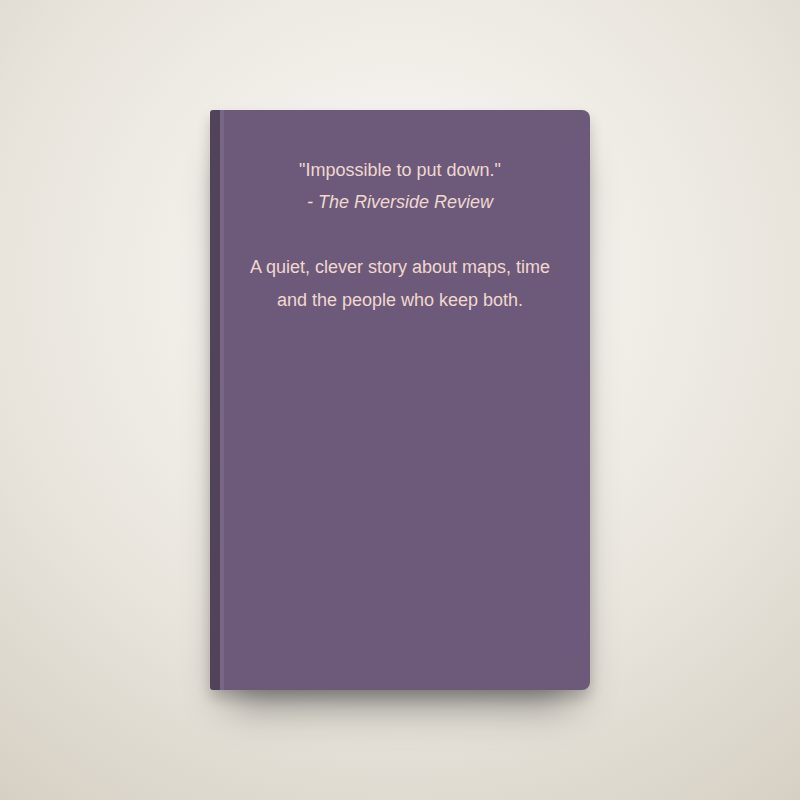 "Impossible to put down."
- The Riverside Review
A quiet, clever story about maps, time
and the people who keep both.